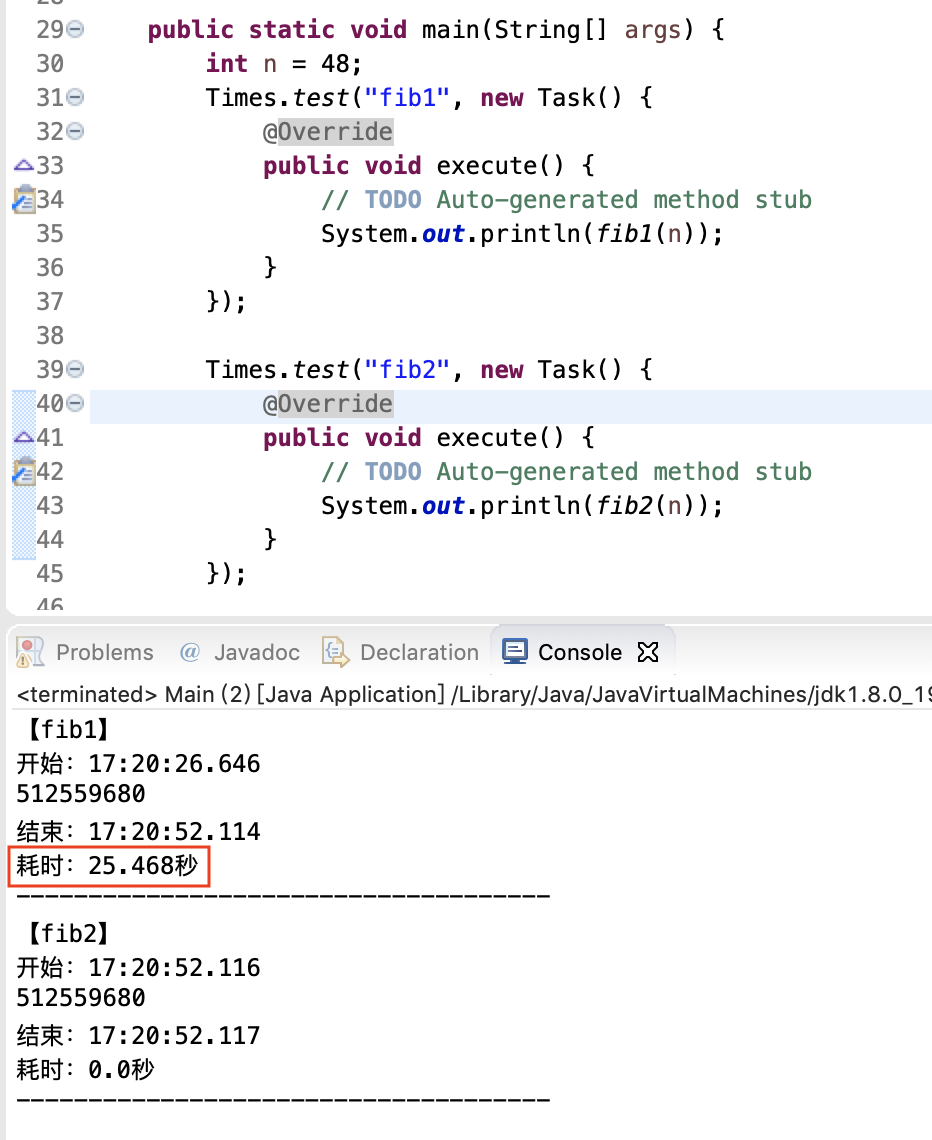 28
29 public static void main(String[] args) {
30 int n = 48;
31 Times.test("fib1", new Task() {
32 @Override
33 public void execute() {
34 // TODO Auto-generated method stub
35 System.out.println(fib1(n));
36 }
37 });
38
39 Times.test("fib2", new Task() {
40 @Override
41 public void execute() {
42 // TODO Auto-generated method stub
43 System.out.println(fib2(n));
44 }
45 });
46
Problems @ Javadoc Declaration Console
<terminated> Main (2) [Java Application] /Library/Java/JavaVirtualMachines/jdk1.8.0_19
【fib1】
开始：17:20:26.646
512559680
结束：17:20:52.114
耗时：25.468秒
-------------------------------------
【fib2】
开始：17:20:52.116
512559680
结束：17:20:52.117
耗时：0.0秒
-------------------------------------